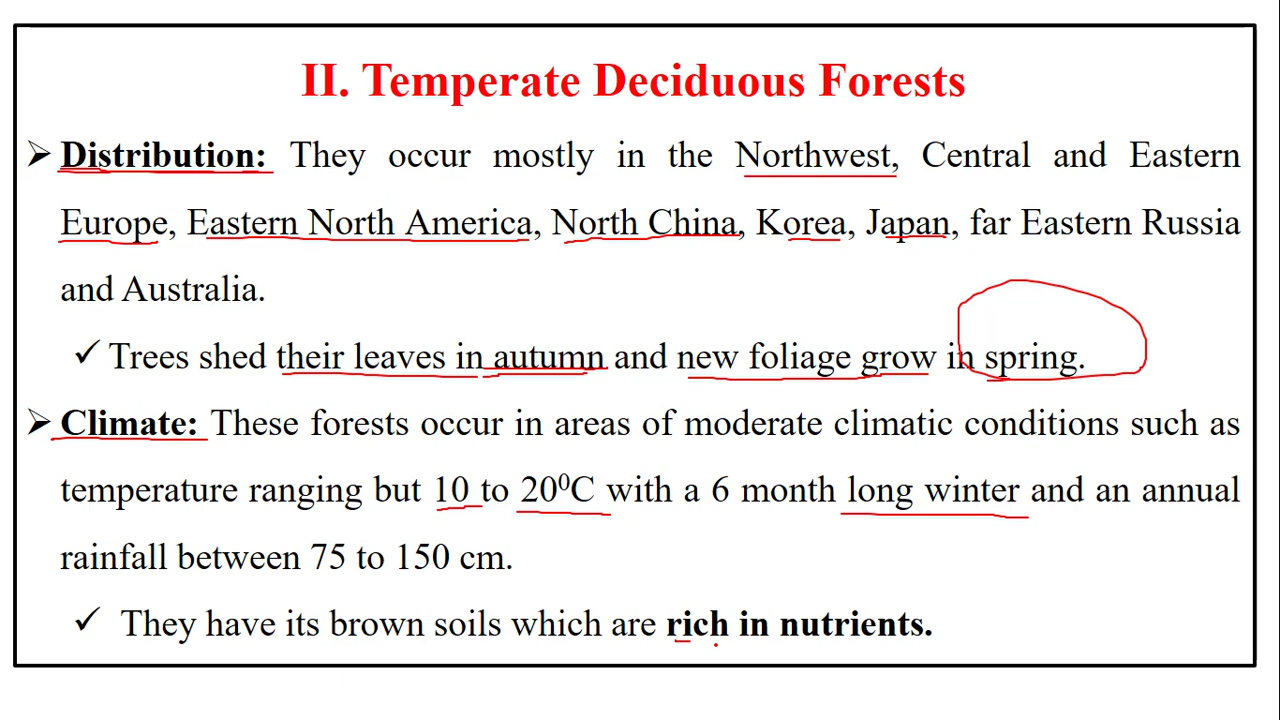 II. Temperate Deciduous Forests
➢ Distribution: They occur mostly in the Northwest, Central and Eastern
Europe, Eastern North America, North China, Korea, Japan, far Eastern Russia
and Australia.
✓ Trees shed their leaves in autumn and new foliage grow in spring.
➢ Climate: These forests occur in areas of moderate climatic conditions such as
temperature ranging but 10 to 20⁰C with a 6 month long winter and an annual
rainfall between 75 to 150 cm.
✓ They have its brown soils which are rich in nutrients.